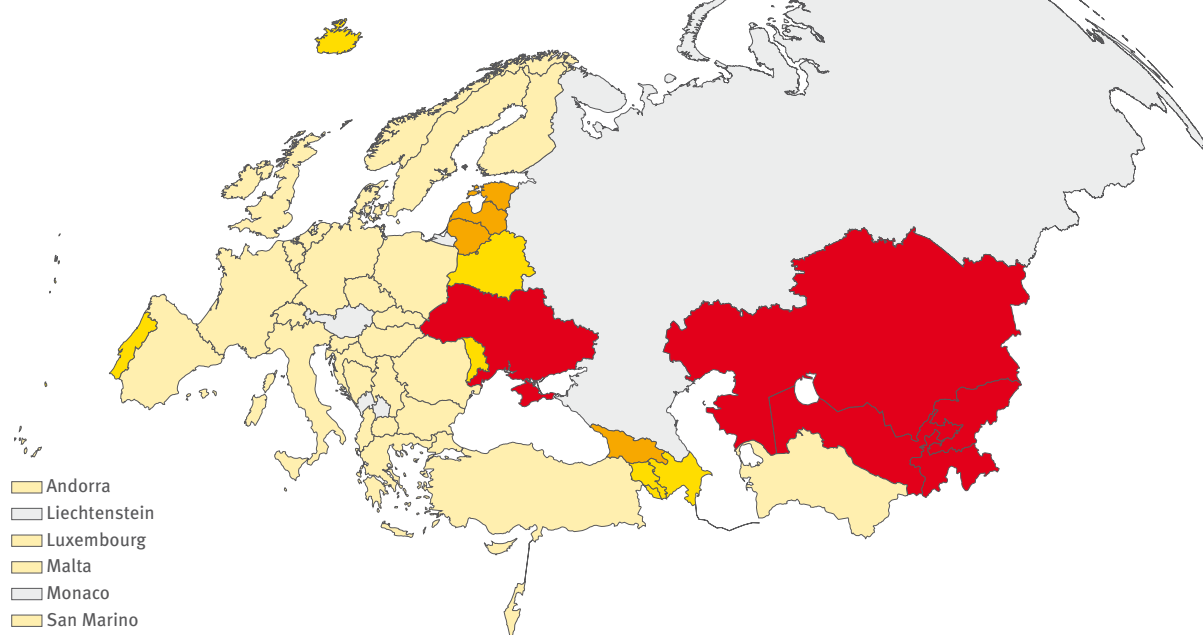 Andorra
Liechtenstein
Luxembourg
Malta
Monaco
San Marino